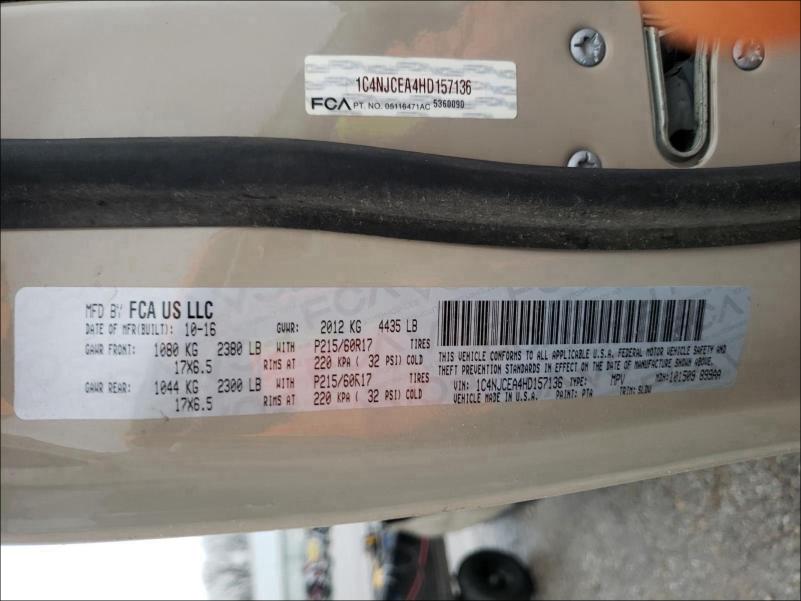 1C4NJCEA4HD157136
FCA PT. NO. 05116471AC 5360090
MFD BY FCA US LLC
DATE OF MFR(BUILT): 10-16 GVWR: 2012 KG 4435 LB
GAWR FRONT: 1080 KG 2380 LB WITH P215/60R17 TIRES
17X6.5 RIMS AT 220 KPA ( 32 PSI) COLD
GAWR REAR: 1044 KG 2300 LB WITH P215/60R17 TIRES
17X6.5 RIMS AT 220 KPA ( 32 PSI) COLD
THIS VEHICLE CONFORMS TO ALL APPLICABLE U.S.A. FEDERAL MOTOR VEHICLE SAFETY AND
THEFT PREVENTION STANDARDS IN EFFECT ON THE DATE OF MANUFACTURE SHOWN ABOVE.
VIN: 1C4NJCEA4HD157136 TYPE: MPV MDH:101509 899AA
VEHICLE MADE IN U.S.A. PAINT: PTA TRIM: